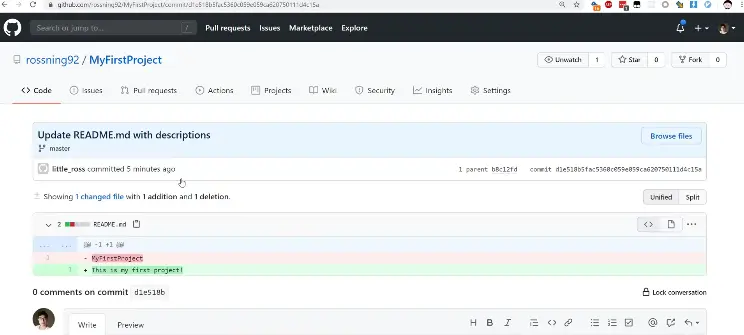 github.com/rossning92/MyFirstProject/commit/d1e518b5fac5360c059e059ca620750111d4c15a
Search or jump to...
Pull requests Issues Marketplace Explore
rossning92 / MyFirstProject
Unwatch 1 Star 0 Fork 0
Code Issues Pull requests Actions Projects Wiki Security Insights Settings
Update README.md with descriptions
Browse files
master
little_ross committed 5 minutes ago
1 parent b8c12fd commit d1e518b5fac5360c059e059ca620750111d4c15a
Showing 1 changed file with 1 addition and 1 deletion.
Unified Split
2 README.md
... ... @@ -1 +1 @@
- MyFirstProject
1 + This is my first project!
0 comments on commit d1e518b
Lock conversation
Write Preview
H B I